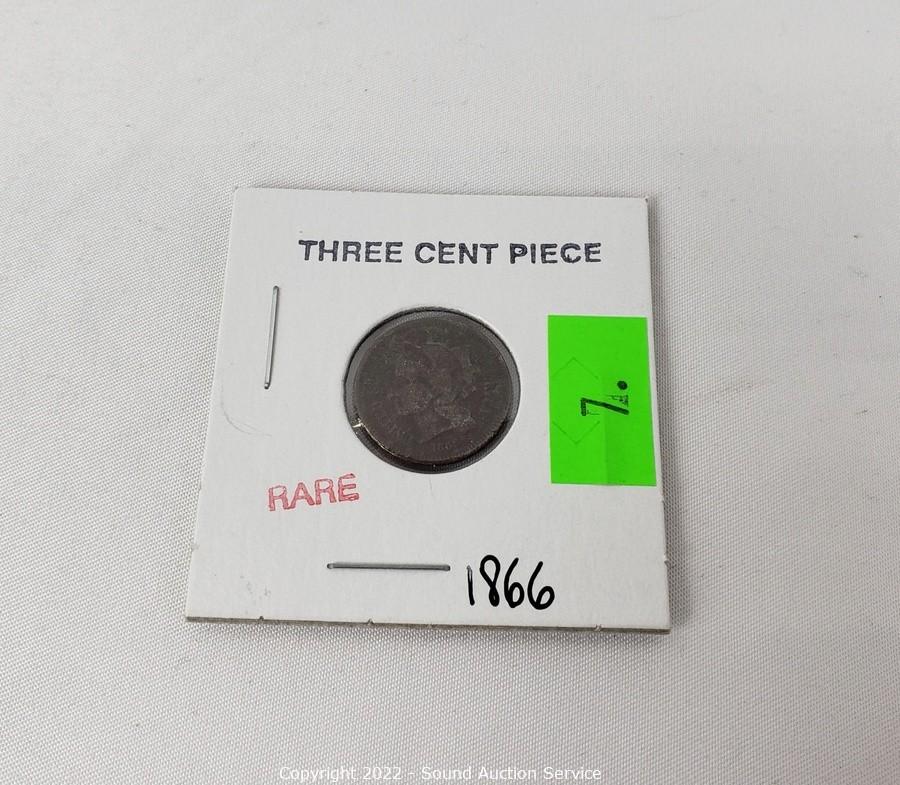 THREE CENT PIECE
7.
RARE
1866
Copyright 2022 - Sound Auction Service